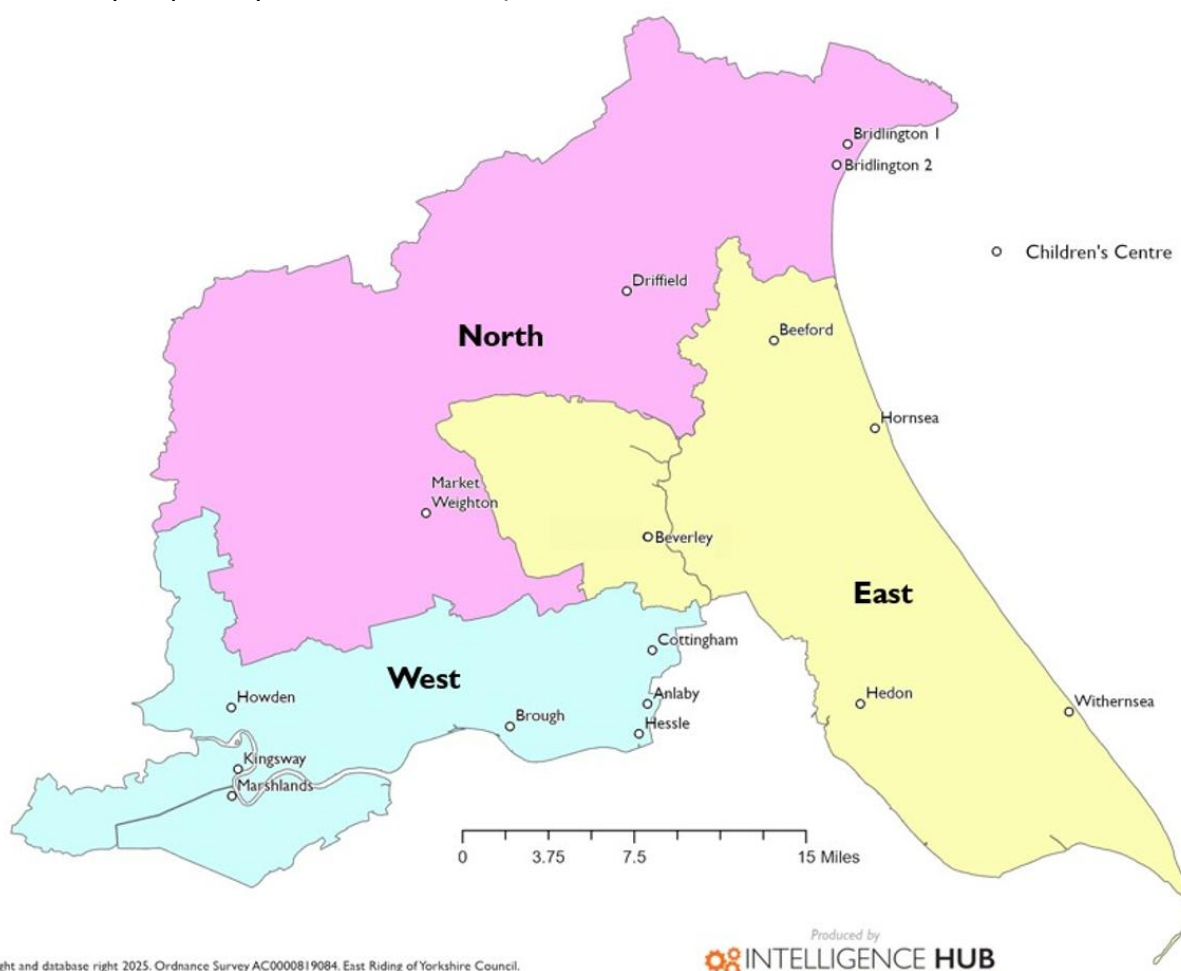 Bridlington 1
Bridlington 2
Children's Centre
Driffield
North
Beeford
Hornsea
Market
Weighton
Beverley
East
Cottingham
West
Howden
Anlaby
Hedon
Withernsea
Brough
Hessle
Kingsway
Marshlands
0 3.75 7.5 15 Miles
Produced by
INTELLIGENCE HUB
and database right 2025. Ordnance Survey AC0000819084. East Riding of Yorkshire Council.